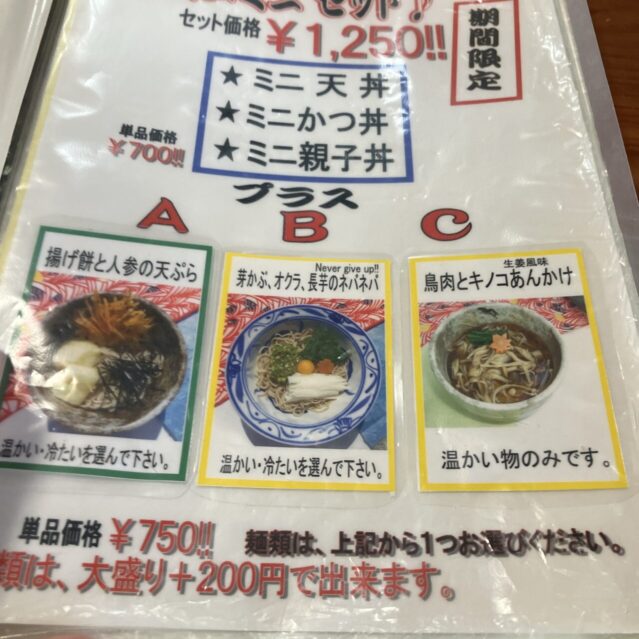 ミニセット♪
セット価格 ¥1,250!!
期間限定
★ミニ天丼
★ミニかつ丼
★ミニ親子丼
単品価格
¥700!!
プラス
A B C
揚げ餅と人参の天ぷら
温かい・冷たいを選んで下さい。
Never give up!!
芽かぶ、オクラ、長芋のネバネバ
温かい・冷たいを選んで下さい。
生姜風味
鳥肉とキノコあんかけ
温かい物のみです。
単品価格 ¥750!!! 麺類は、上記から1つお選びください。
類は、大盛り+200円で出来ます。